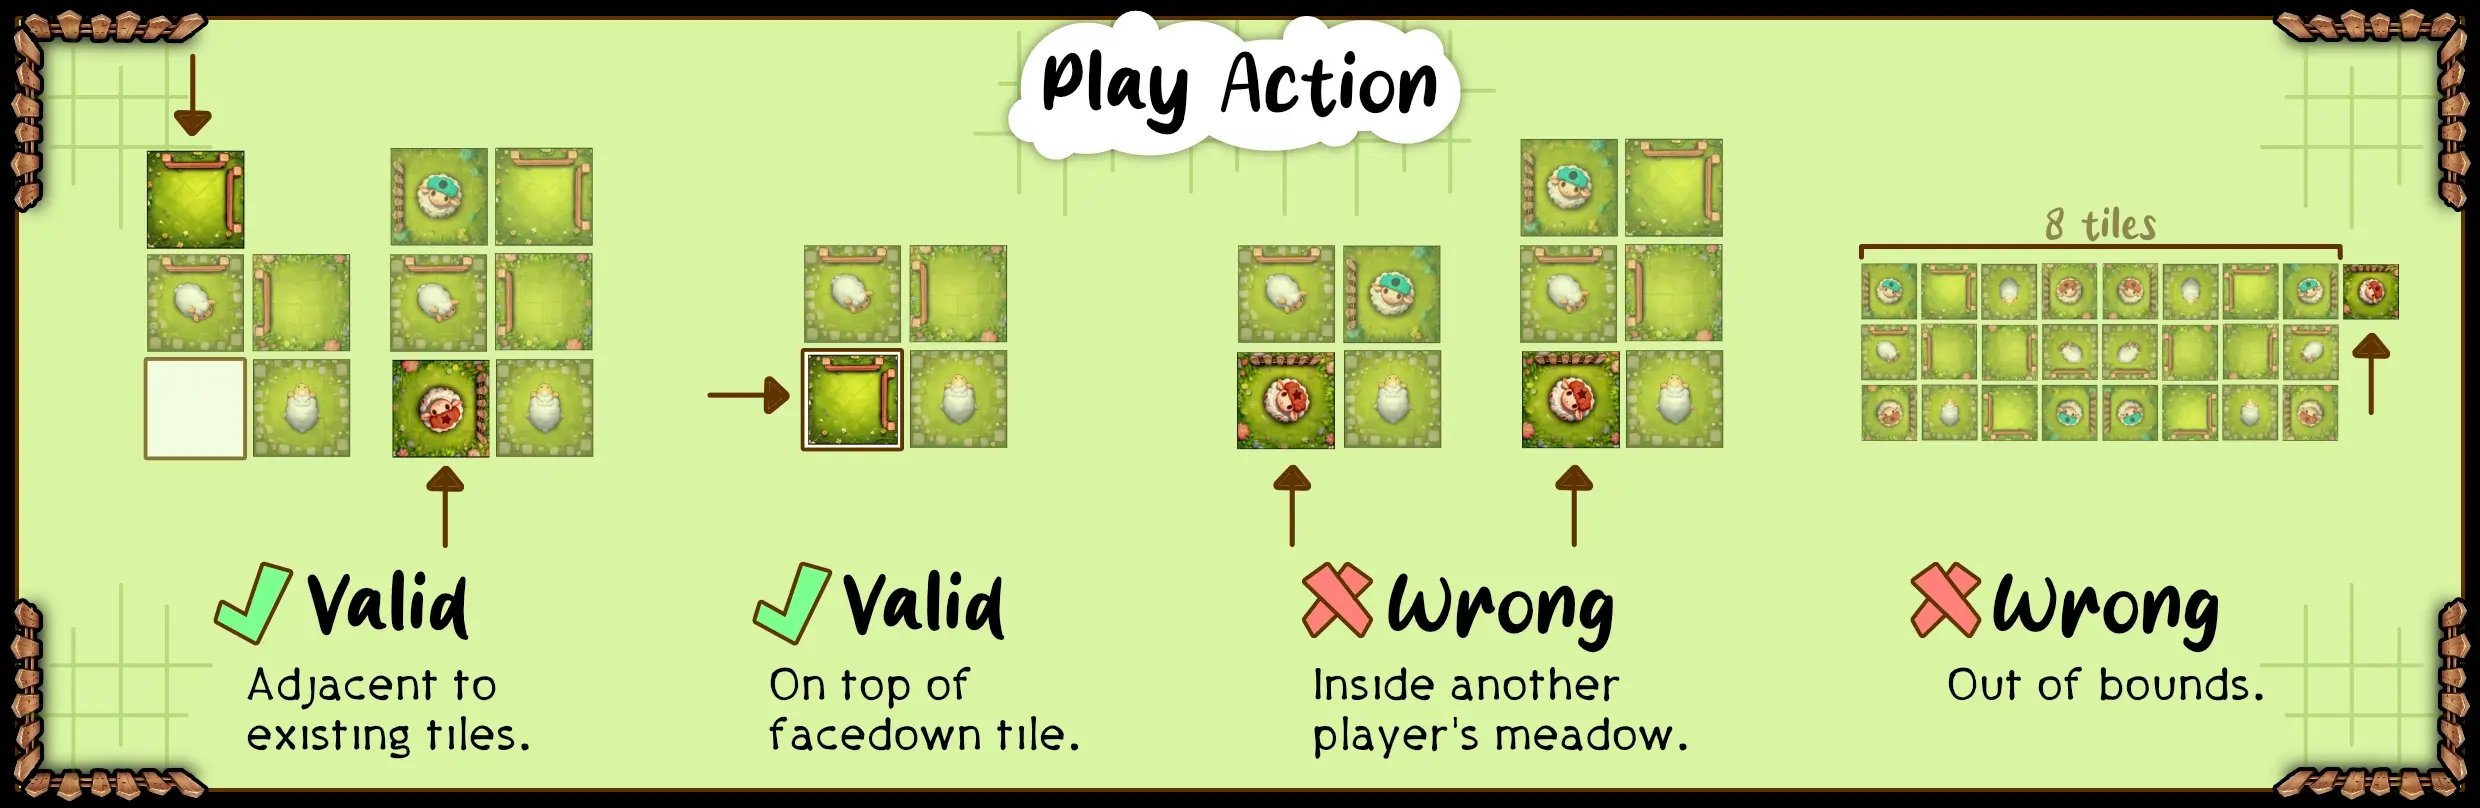 Play Action
8 tiles
Valid
Adjacent to
existing tiles.
Valid
On top of
facedown tile.
Wrong
Inside another
player's meadow.
Wrong
Out of bounds.